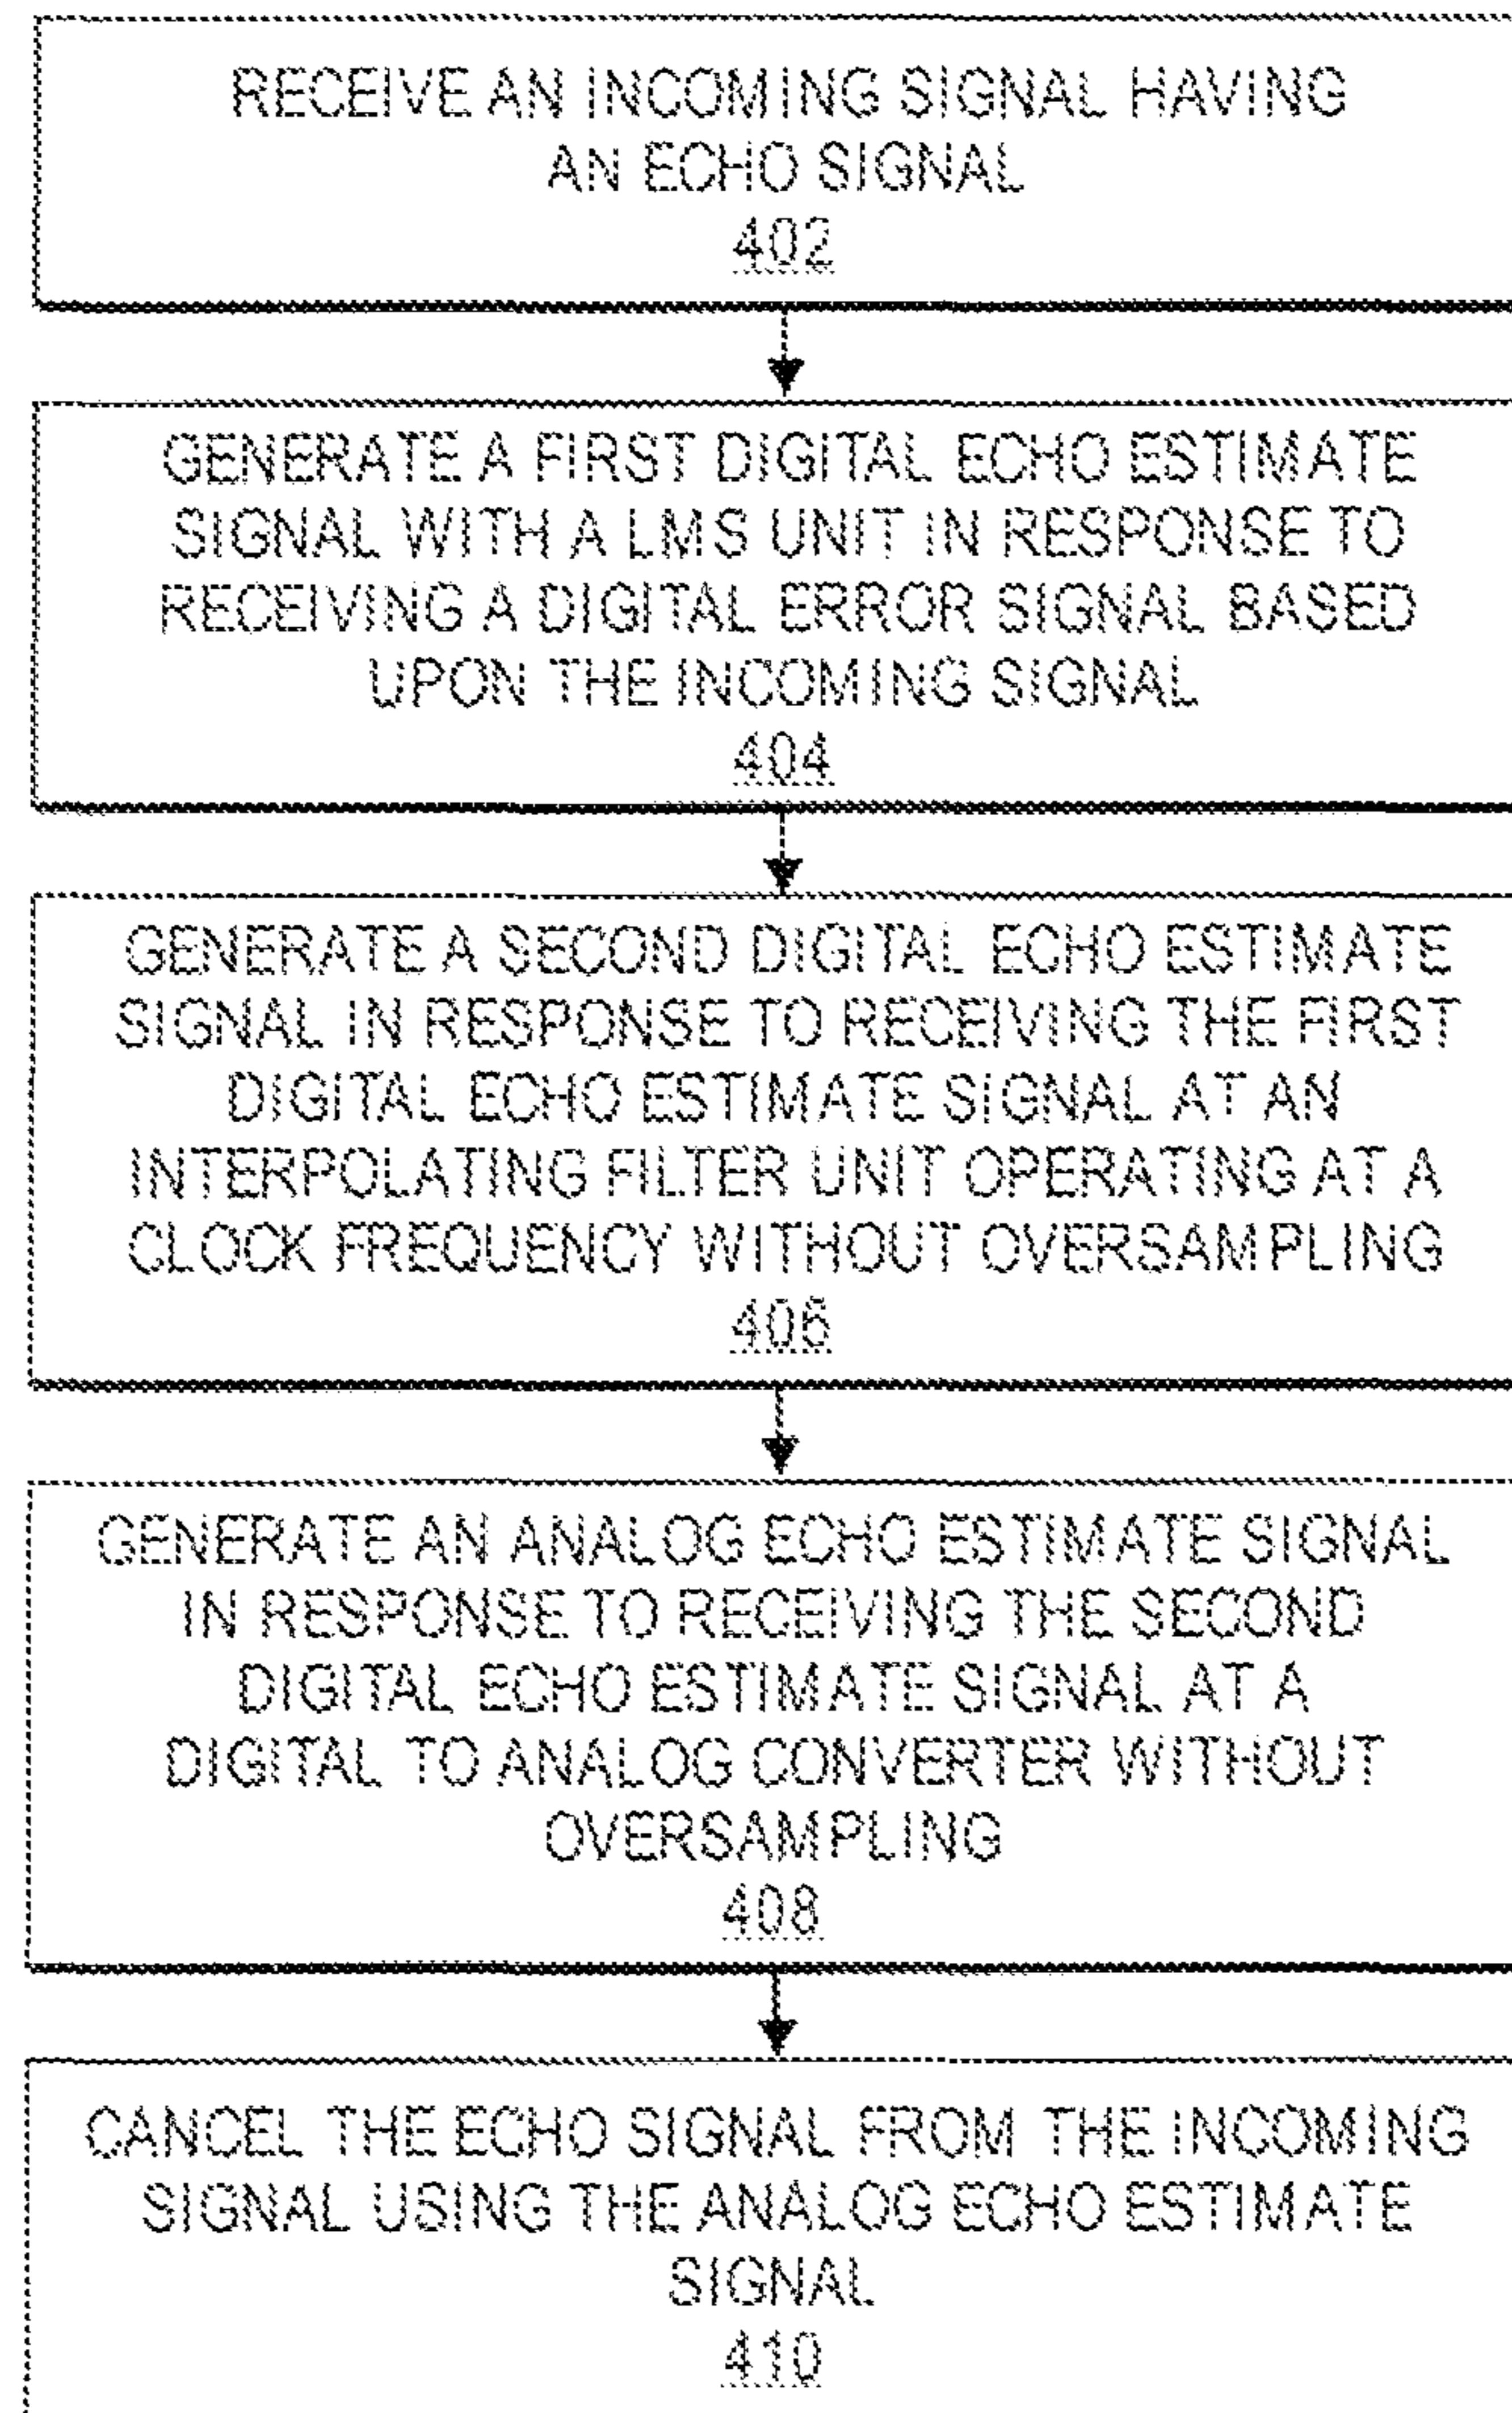 RECEIVE AN INCOMING SIGNAL HAVING
AN ECHO SIGNAL
402
GENERATE A FIRST DIGITAL ECHO ESTIMATE
SIGNAL WITH A LMS UNIT IN RESPONSE TO
RECEIVING A DIGITAL ERROR SIGNAL BASED
UPON THE INCOMING SIGNAL
404
GENERATE A SECOND DIGITAL ECHO ESTIMATE
SIGNAL IN RESPONSE TO RECEIVING THE FIRST
DIGITAL ECHO ESTIMATE SIGNAL AT AN
INTERPOLATING FILTER UNIT OPERATING AT A
CLOCK FREQUENCY WITHOUT OVERSAMPLING
406
GENERATE AN ANALOG ECHO ESTIMATE SIGNAL
IN RESPONSE TO RECEIVING THE SECOND
DIGITAL ECHO ESTIMATE SIGNAL AT A
DIGITAL TO ANALOG CONVERTER WITHOUT
OVERSAMPLING
408
CANCEL THE ECHO SIGNAL FROM THE INCOMING
SIGNAL USING THE ANALOG ECHO ESTIMATE
SIGNAL
410